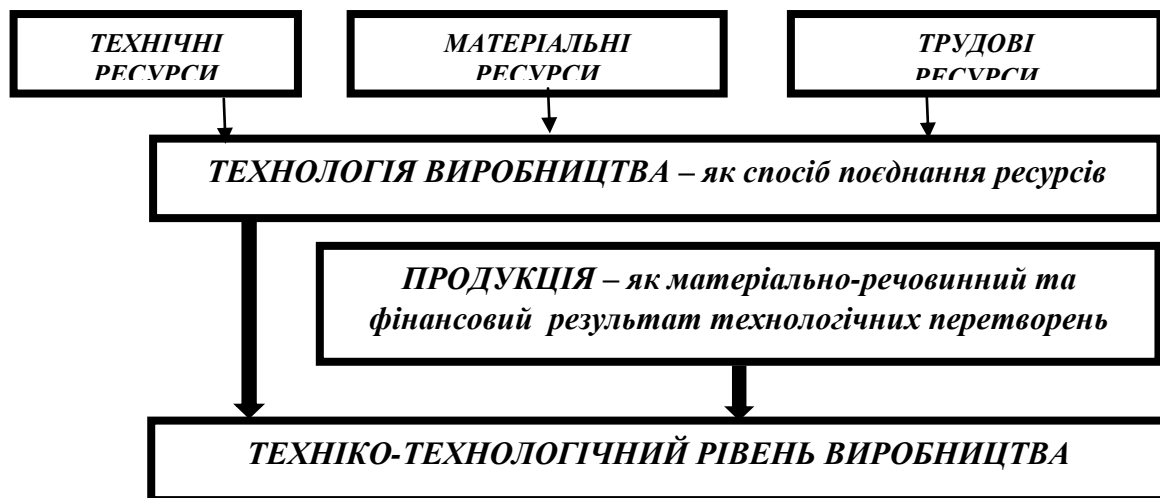 ТЕХНІЧНІ
РЕСУРСИ
МАТЕРІАЛЬНІ
РЕСУРСИ
ТРУДОВІ
РЕСУРСИ
ТЕХНОЛОГІЯ ВИРОБНИЦТВА – як спосіб поєднання ресурсів
ПРОДУКЦІЯ – як матеріально-речовинний та
фінансовий результат технологічних перетворень
ТЕХНІКО-ТЕХНОЛОГІЧНИЙ РІВЕНЬ ВИРОБНИЦТВА